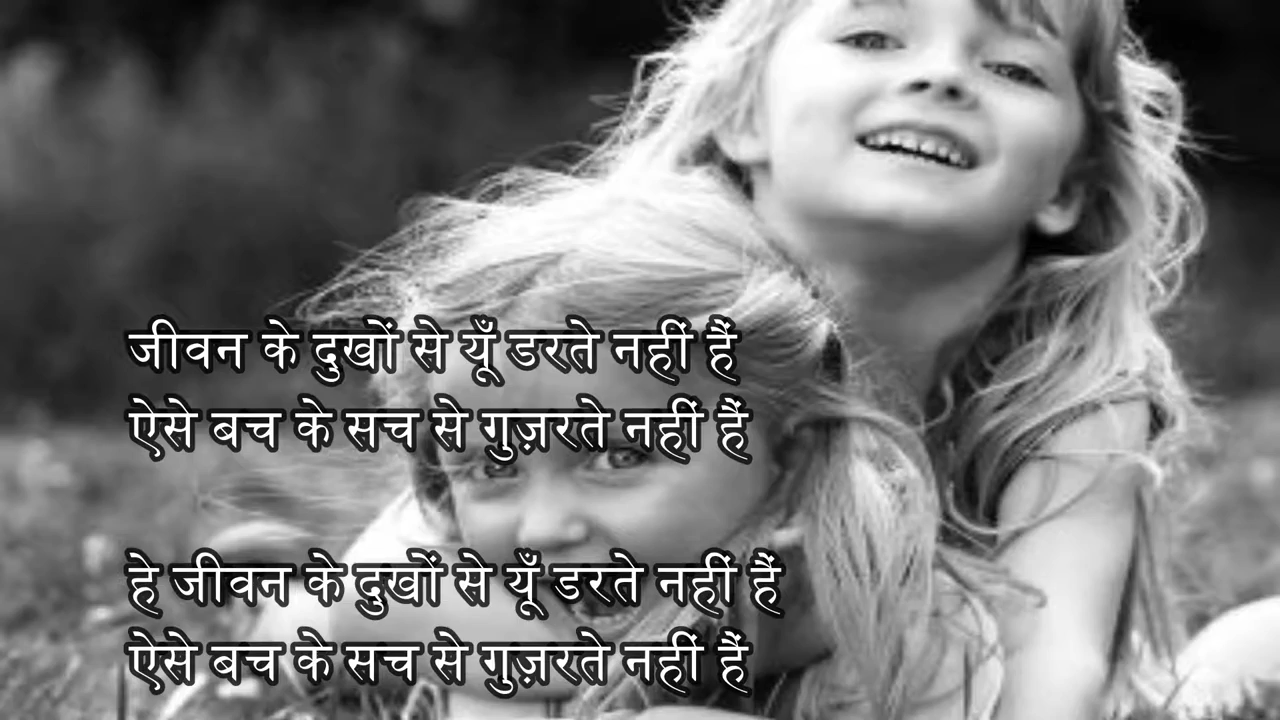 जीवन के दुखों से यूँ डरते नहीं हैं
ऐसे बच के सच से गुज़रते नहीं हैं
हे जीवन के दुखों से यूँ डरते नहीं हैं
ऐसे बच के सच से गुज़रते नहीं हैं